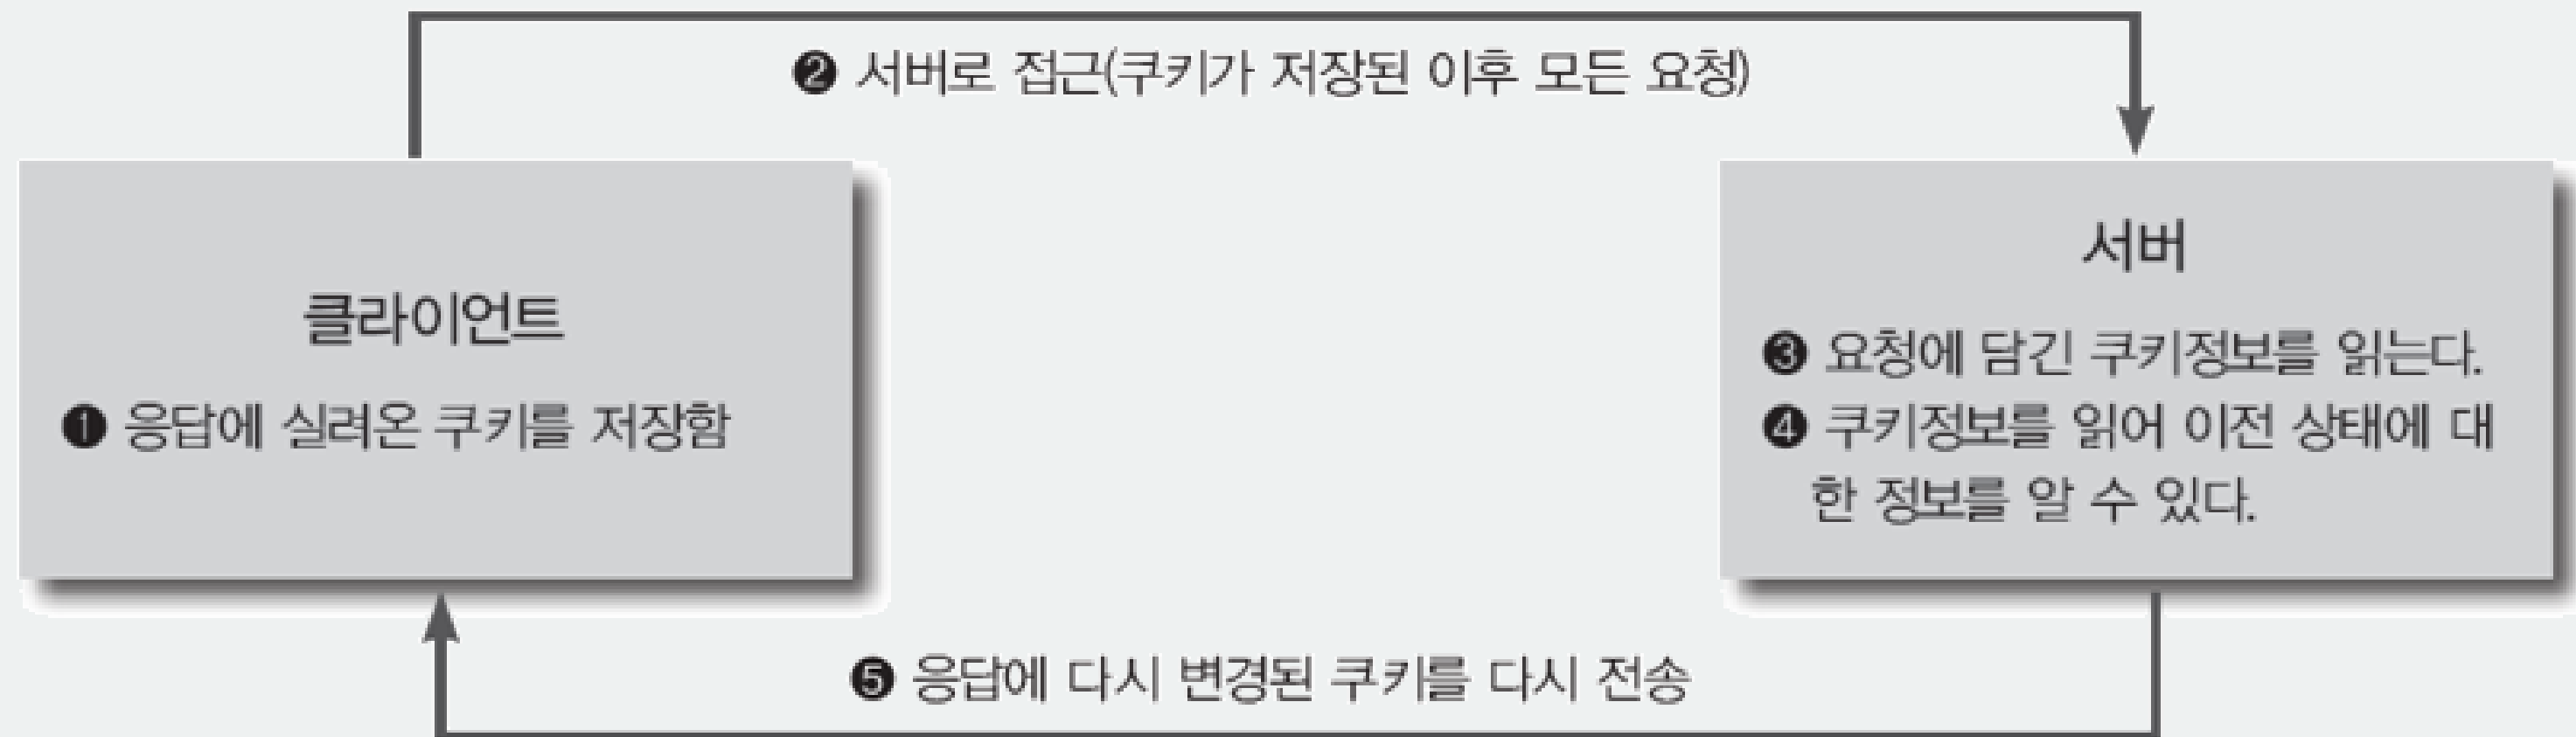 ❷ 서버로 접근(쿠키가 저장된 이후 모든 요청)
클라이언트
❶ 응답에 실려온 쿠키를 저장함
서버
❸ 요청에 담긴 쿠키정보를 읽는다.
❹ 쿠키정보를 읽어 이전 상태에 대
한 정보를 알 수 있다.
❺ 응답에 다시 변경된 쿠키를 다시 전송